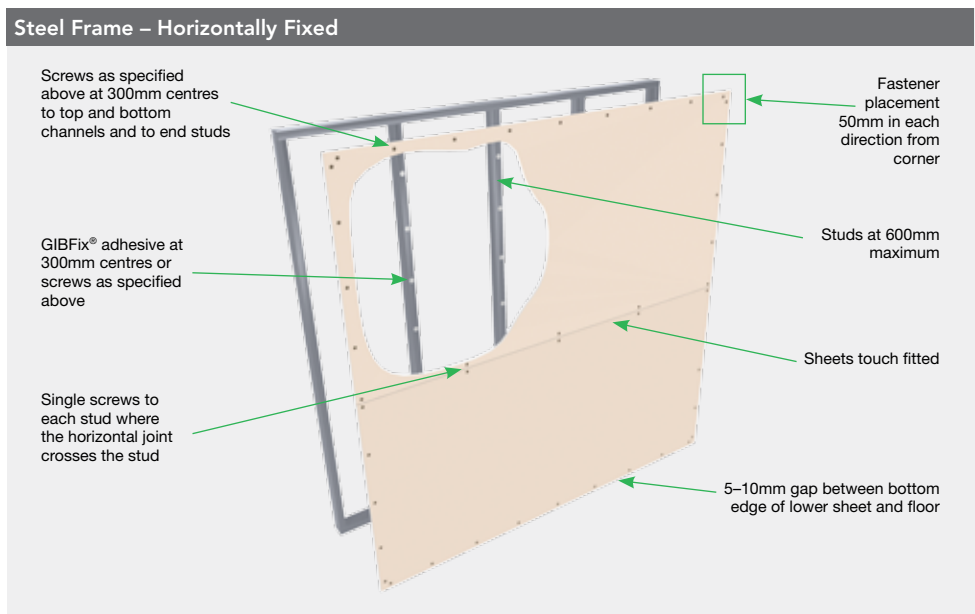 Steel Frame – Horizontally Fixed
Screws as specified
above at 300mm centres
to top and bottom
channels and to end studs
GIBFix® adhesive at
300mm centres or
screws as specified
above
Single screws to
each stud where
the horizontal joint
crosses the stud
Fastener
placement
50mm in each
direction from
corner
Studs at 600mm
maximum
Sheets touch fitted
5–10mm gap between bottom
edge of lower sheet and floor